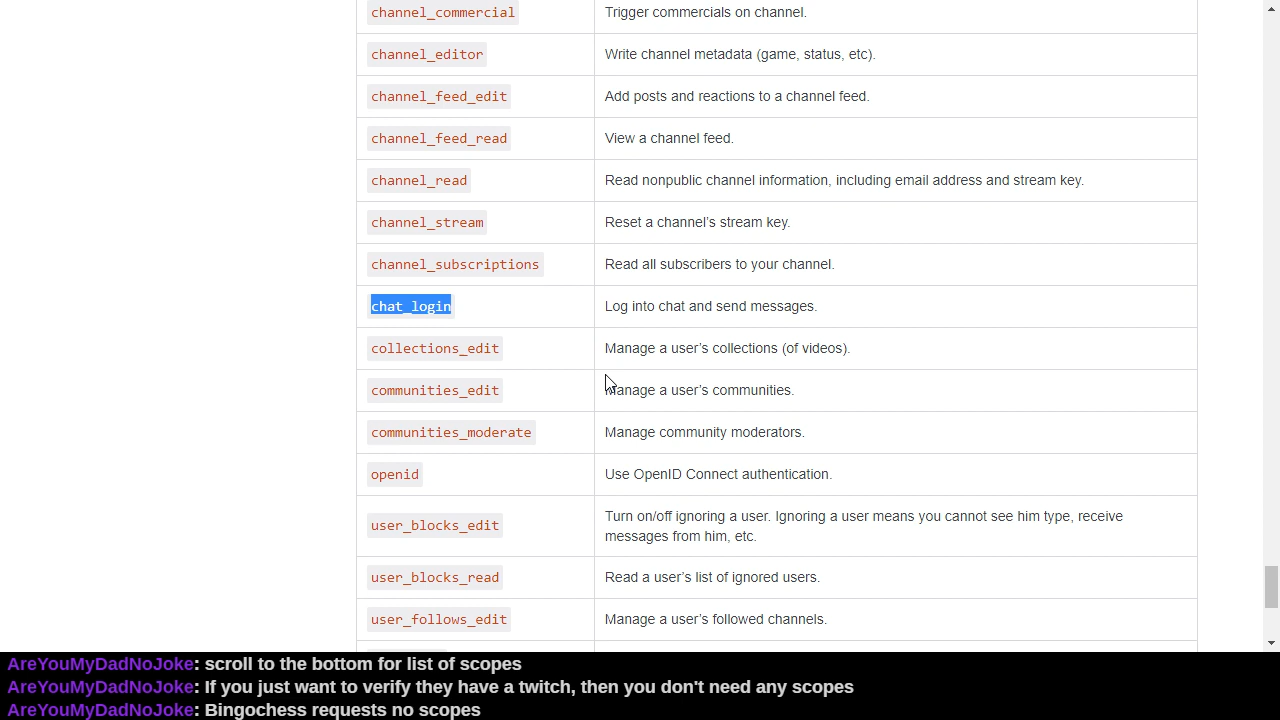 channel_commercial Trigger commercials on channel.
channel_editor Write channel metadata (game, status, etc).
channel_feed_edit Add posts and reactions to a channel feed.
channel_feed_read View a channel feed.
channel_read Read nonpublic channel information, including email address and stream key.
channel_stream Reset a channel’s stream key.
channel_subscriptions Read all subscribers to your channel.
chat_login Log into chat and send messages.
collections_edit Manage a user’s collections (of videos).
communities_edit Manage a user’s communities.
communities_moderate Manage community moderators.
openid Use OpenID Connect authentication.
user_blocks_edit Turn on/off ignoring a user. Ignoring a user means you cannot see him type, receive
messages from him, etc.
user_blocks_read Read a user’s list of ignored users.
user_follows_edit Manage a user’s followed channels.
AreYouMyDadNoJoke: scroll to the bottom for list of scopes
AreYouMyDadNoJoke: If you just want to verify they have a twitch, then you don't need any scopes
AreYouMyDadNoJoke: Bingochess requests no scopes